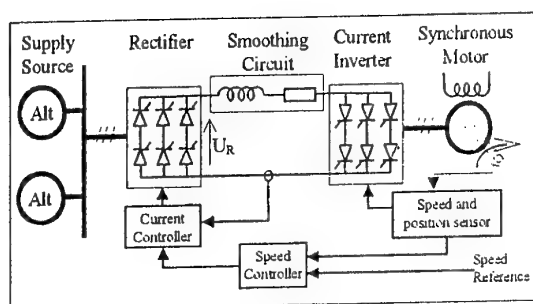 Supply
Source
Rectifier
Smoothing
Circuit
Current
Inverter
Synchronous
Motor
Alt
Alt
U_R
ω
Current
Controller
Speed
Controller
Speed and
position sensor
Speed
Reference